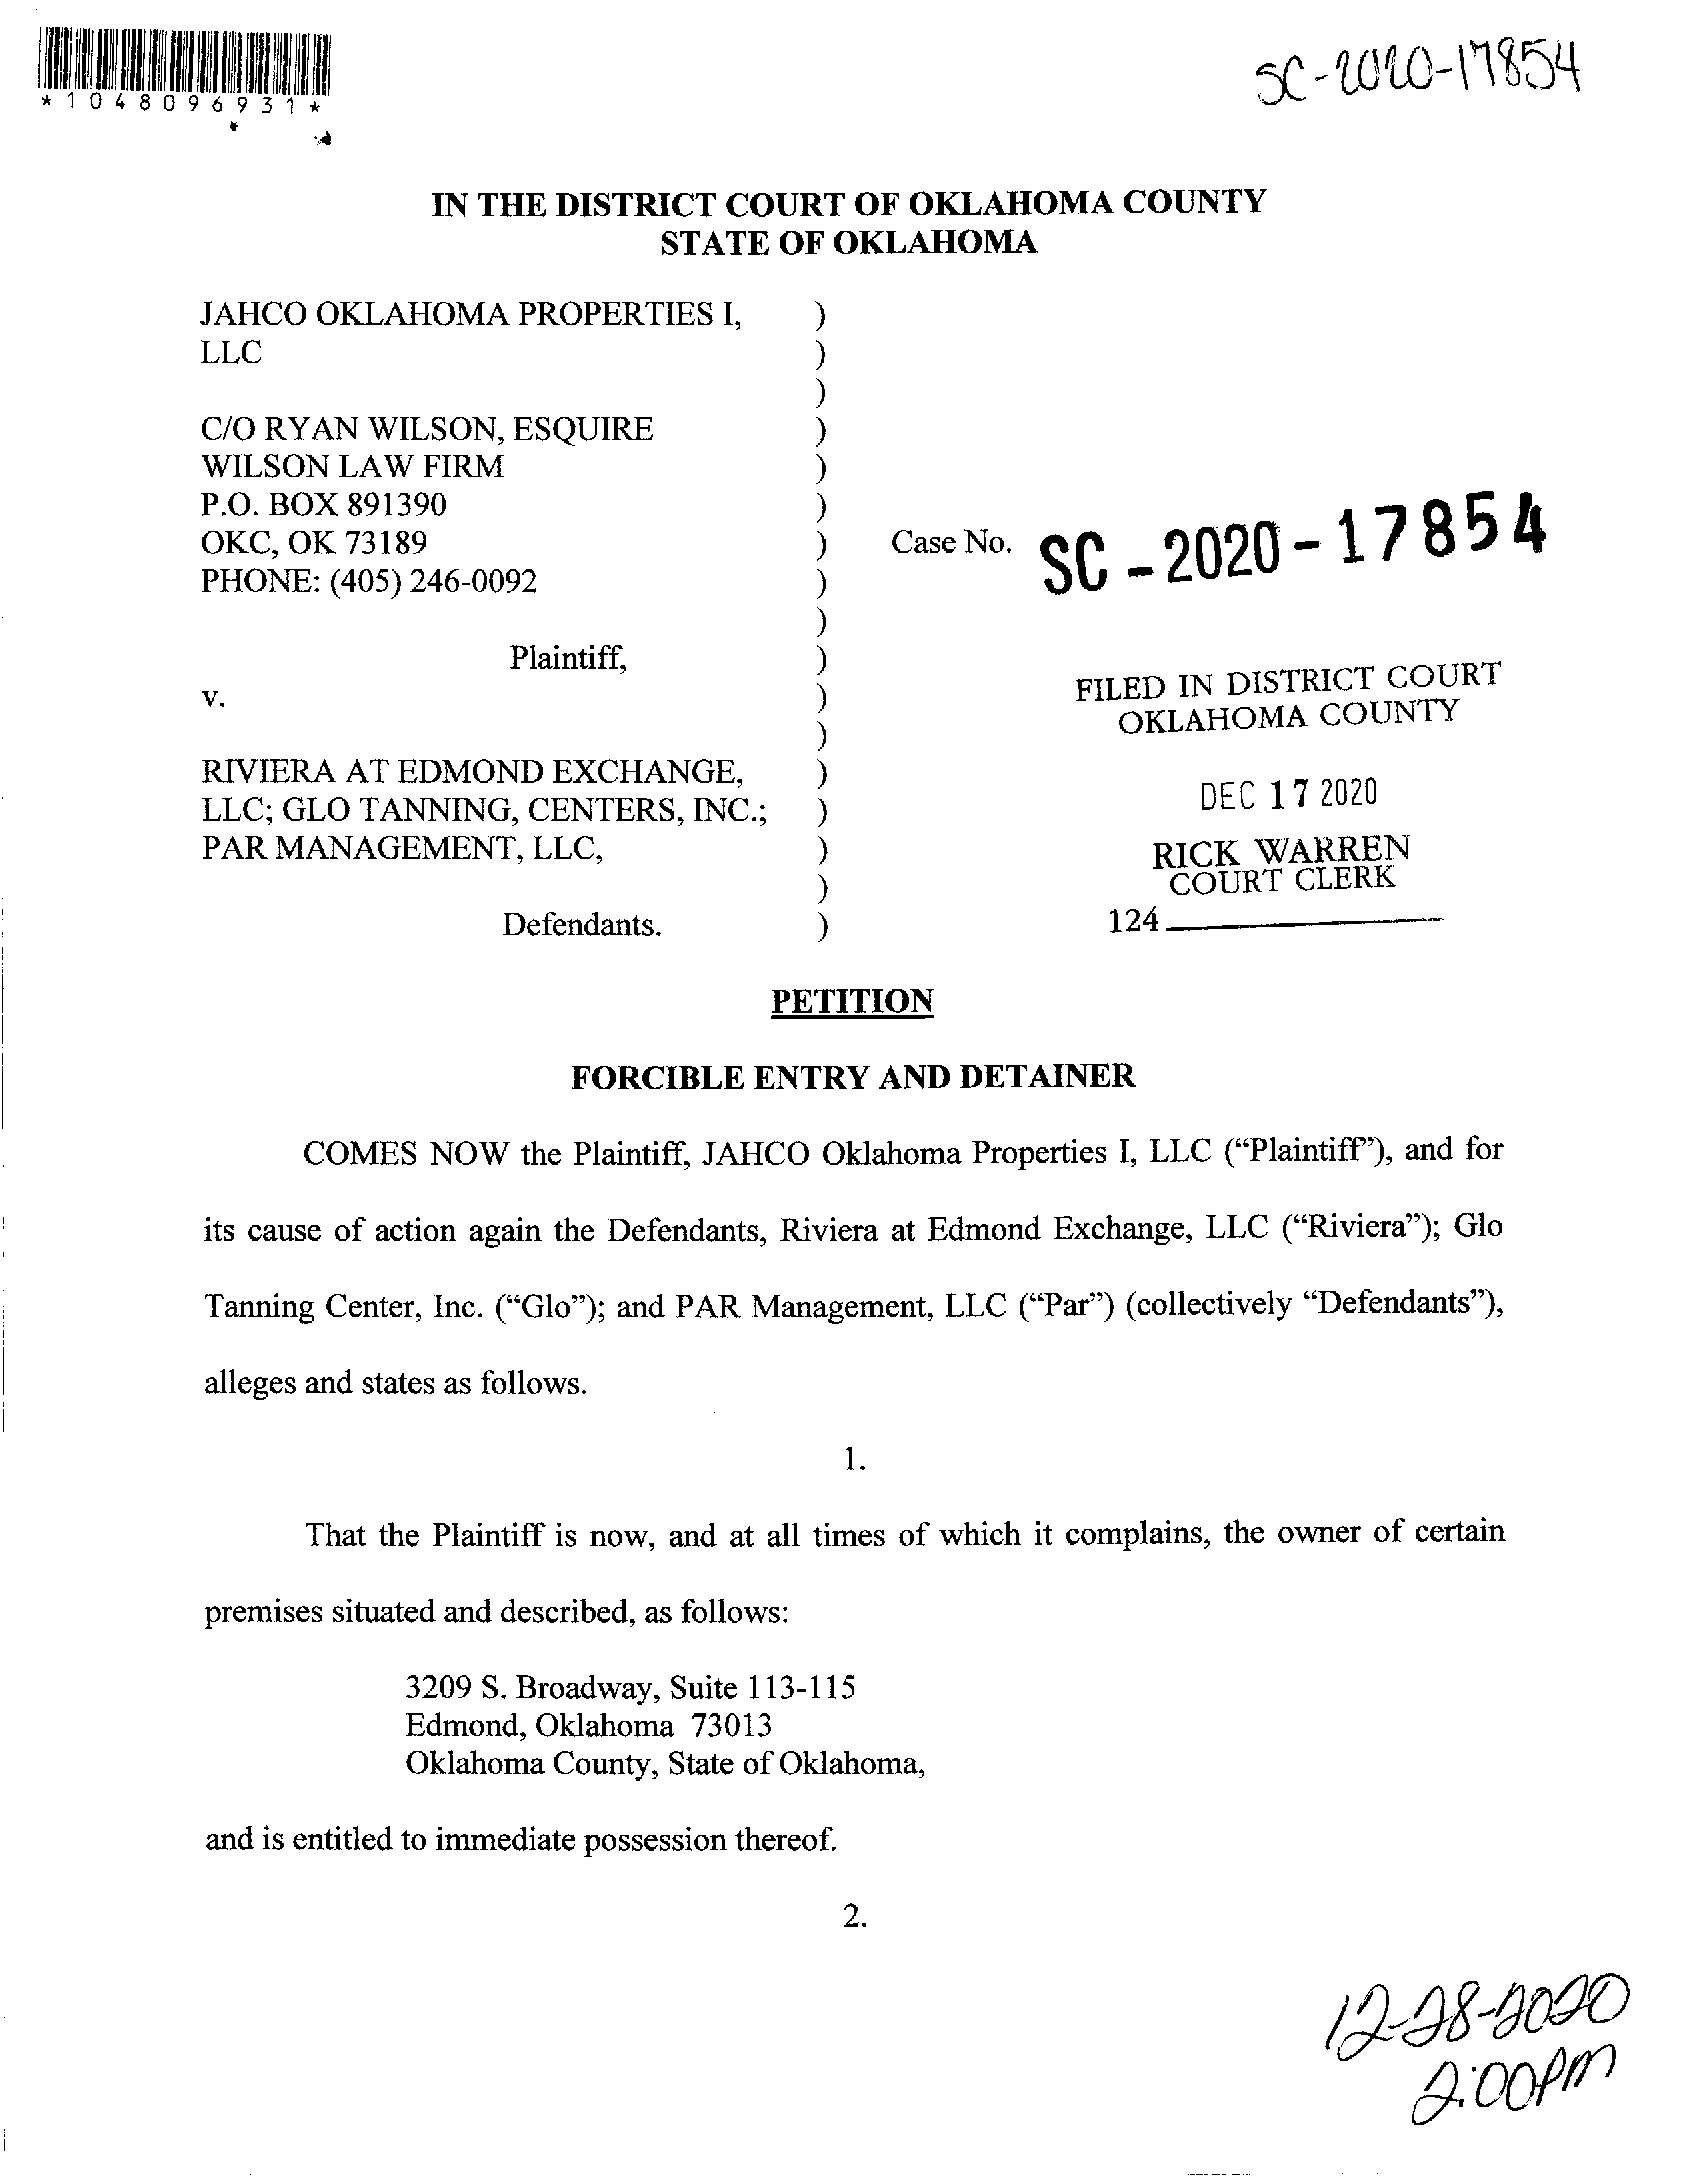 *1048096931*
SC-2020-17854
IN THE DISTRICT COURT OF OKLAHOMA COUNTY
STATE OF OKLAHOMA
JAHCO OKLAHOMA PROPERTIES I, )
LLC )
)
C/O RYAN WILSON, ESQUIRE )
WILSON LAW FIRM )
P.O. BOX 891390 )
OKC, OK 73189 ) Case No. SC-2020-17854
PHONE: (405) 246-0092 )
)
Plaintiff, )
v. )
)
RIVIERA AT EDMOND EXCHANGE, )
LLC; GLO TANNING, CENTERS, INC.; )
PAR MANAGEMENT, LLC, )
)
Defendants. )
FILED IN DISTRICT COURT
OKLAHOMA COUNTY
DEC 17 2020
RICK WARREN
COURT CLERK
124
PETITION
FORCIBLE ENTRY AND DETAINER
COMES NOW the Plaintiff, JAHCO Oklahoma Properties I, LLC (“Plaintiff”), and for
its cause of action again the Defendants, Riviera at Edmond Exchange, LLC (“Riviera”); Glo
Tanning Center, Inc. (“Glo”); and PAR Management, LLC (“Par”) (collectively “Defendants”),
alleges and states as follows.
1.
That the Plaintiff is now, and at all times of which it complains, the owner of certain
premises situated and described, as follows:
3209 S. Broadway, Suite 113-115
Edmond, Oklahoma 73013
Oklahoma County, State of Oklahoma,
and is entitled to immediate possession thereof.
2.
12-28-2020
2:00PM